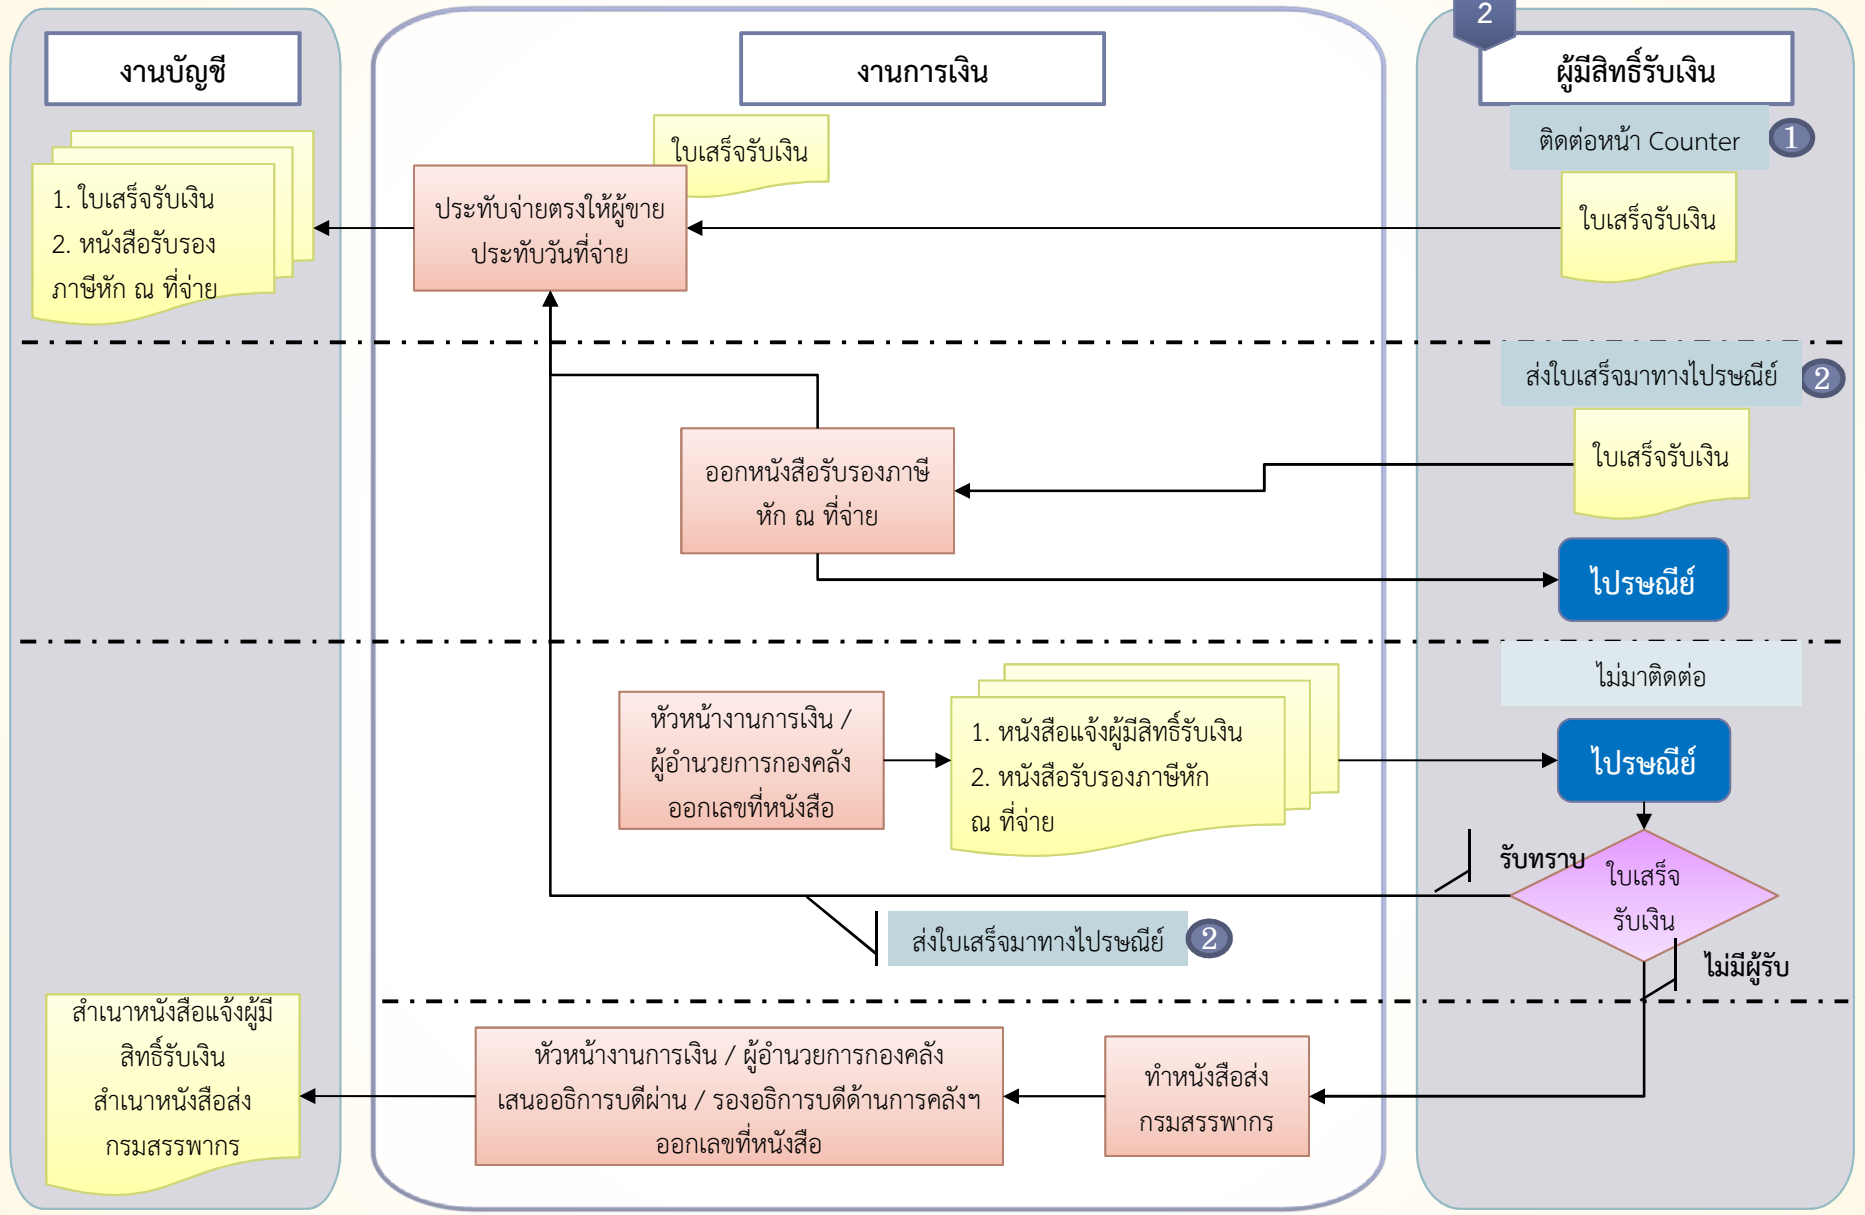 2
งานบัญชี
งานการเงิน
ผู้มีสิทธิ์รับเงิน
ติดต่อหน้า Counter
1
ใบเสร็จรับเงิน
ใบเสร็จรับเงิน
ประทับจ่ายตรงให้ผู้ขาย
ประทับวันที่จ่าย
1. ใบเสร็จรับเงิน
2. หนังสือรับรอง
ภาษีหัก ณ ที่จ่าย
ส่งใบเสร็จมาทางไปรษณีย์
2
ใบเสร็จรับเงิน
ออกหนังสือรับรองภาษี
หัก ณ ที่จ่าย
ไปรษณีย์
ไม่มาติดต่อ
หัวหน้างานการเงิน /
ผู้อำนวยการกองคลัง
ออกเลขที่หนังสือ
1. หนังสือแจ้งผู้มีสิทธิ์รับเงิน
2. หนังสือรับรองภาษีหัก
ณ ที่จ่าย
ไปรษณีย์
รับทราบ
ใบเสร็จ
รับเงิน
ส่งใบเสร็จมาทางไปรษณีย์
2
ไม่มีผู้รับ
สำเนาหนังสือแจ้งผู้มี
สิทธิ์รับเงิน
สำเนาหนังสือส่ง
กรมสรรพากร
หัวหน้างานการเงิน / ผู้อำนวยการกองคลัง
เสนออธิการบดีผ่าน / รองอธิการบดีด้านการคลังฯ
ออกเลขที่หนังสือ
ทำหนังสือส่ง
กรมสรรพากร